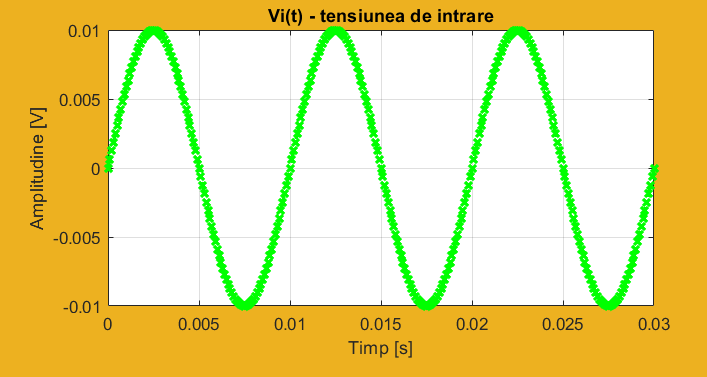 Vi(t) - tensiunea de intrare
Amplitudine [V]
0.01
0.005
0
-0.005
-0.01
0 0.005 0.01 0.015 0.02 0.025 0.03
Timp [s]